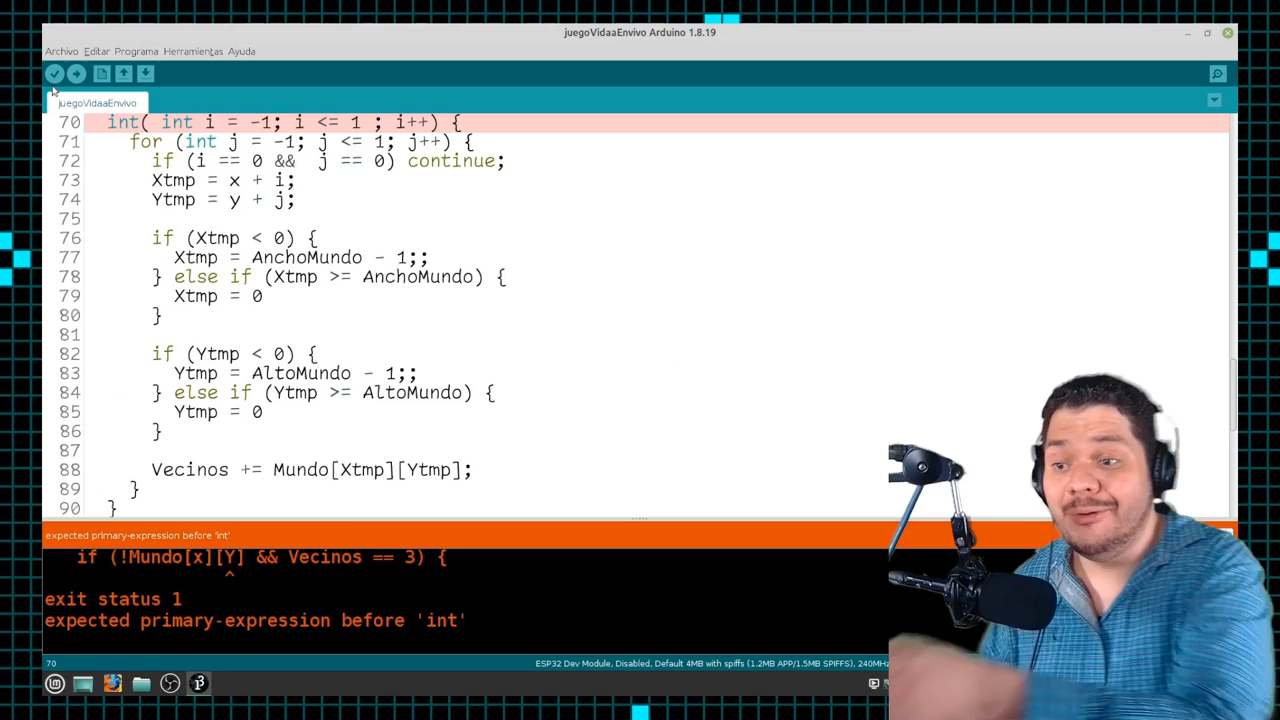 juegoVidaaEnvivo Arduino 1.8.19
Archivo Editar Programa Herramientas Ayuda
juegoVidaaEnvivo
70 int( int i = -1; i <= 1 ; i++) {
71 for (int j = -1; j <= 1; j++) {
72 if (i == 0 && j == 0) continue;
73 Xtmp = x + i;
74 Ytmp = y + j;
75
76 if (Xtmp < 0) {
77 Xtmp = AnchoMundo - 1;;
78 } else if (Xtmp >= AnchoMundo) {
79 Xtmp = 0
80 }
81
82 if (Ytmp < 0) {
83 Ytmp = AltoMundo - 1;;
84 } else if (Ytmp >= AltoMundo) {
85 Ytmp = 0
86 }
87
88 Vecinos += Mundo[Xtmp][Ytmp];
89 }
90 }
expected primary-expression before 'int'
if (!Mundo[x][Y] && Vecinos == 3) {
^
exit status 1
expected primary-expression before 'int'
70 ESP32 Dev Module, Disabled, Default 4MB with spiffs (1.2MB APP/1.5MB SPIFFS), 240MHz